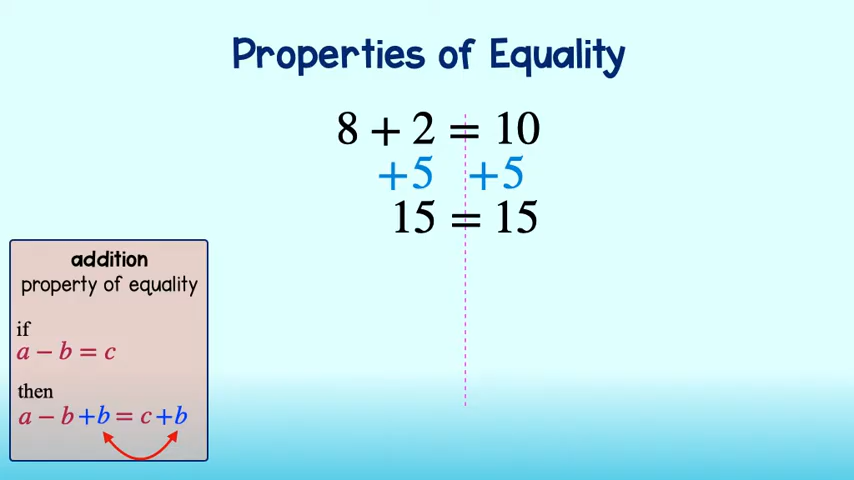 Properties of Equality
8 + 2 = 10
+5 +5
15 = 15
addition
property of equality
if
a − b = c
then
a − b + b = c + b